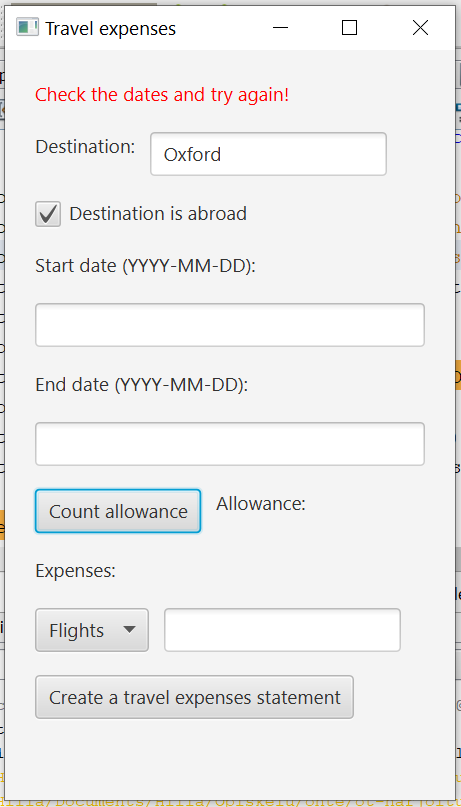 Travel expenses
Check the dates and try again!
Destination: Oxford
Destination is abroad
Start date (YYYY-MM-DD):
End date (YYYY-MM-DD):
Count allowance Allowance:
Expenses:
Flights
Create a travel expenses statement